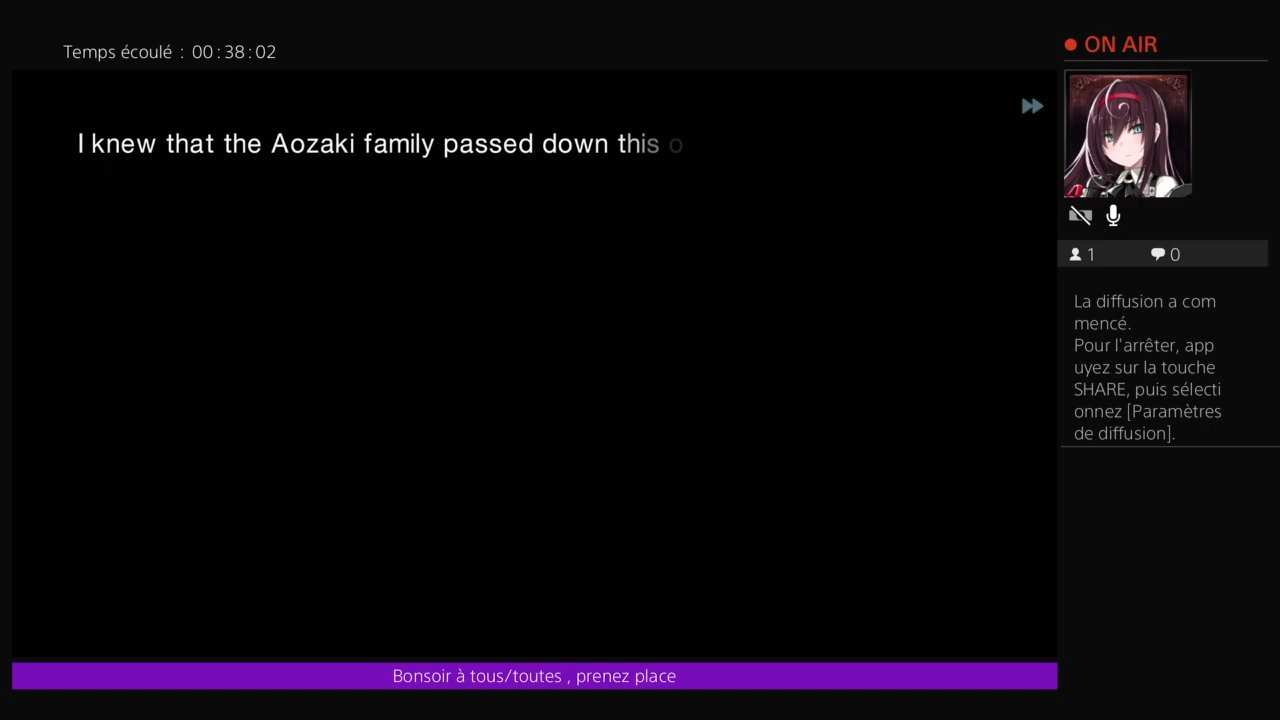 Temps écoulé : 00:38:02
ON AIR
I knew that the Aozaki family passed down this o
1 0
La diffusion a com
mencé.
Pour l'arrêter, app
uyez sur la touche
SHARE, puis sélecti
onnez [Paramètres
de diffusion].
Bonsoir à tous/toutes , prenez place